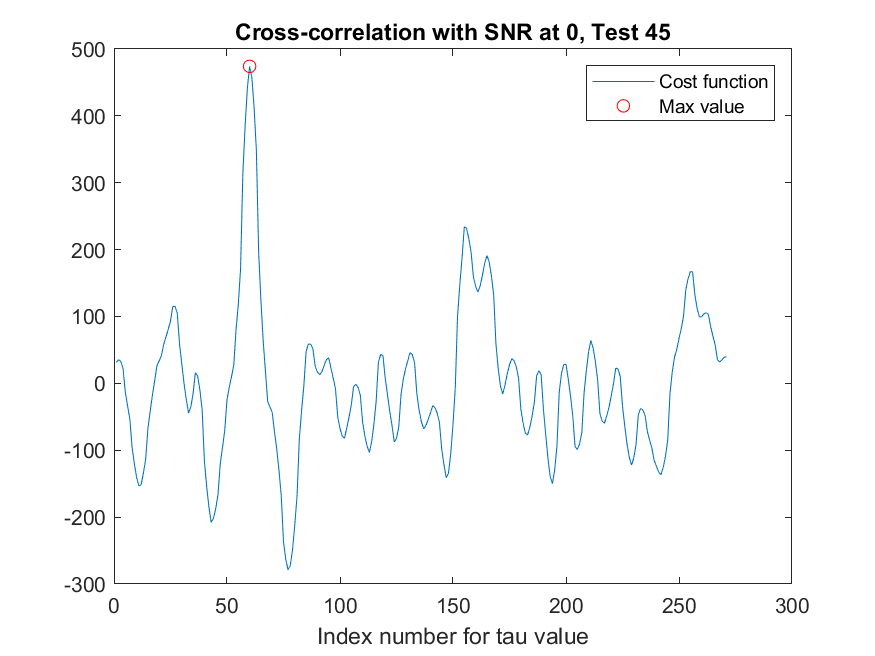 Cross-correlation with SNR at 0, Test 45
500
400
300
200
100
0
-100
-200
-300
Cost function
Max value
0 50 100 150 200 250 300
Index number for tau value